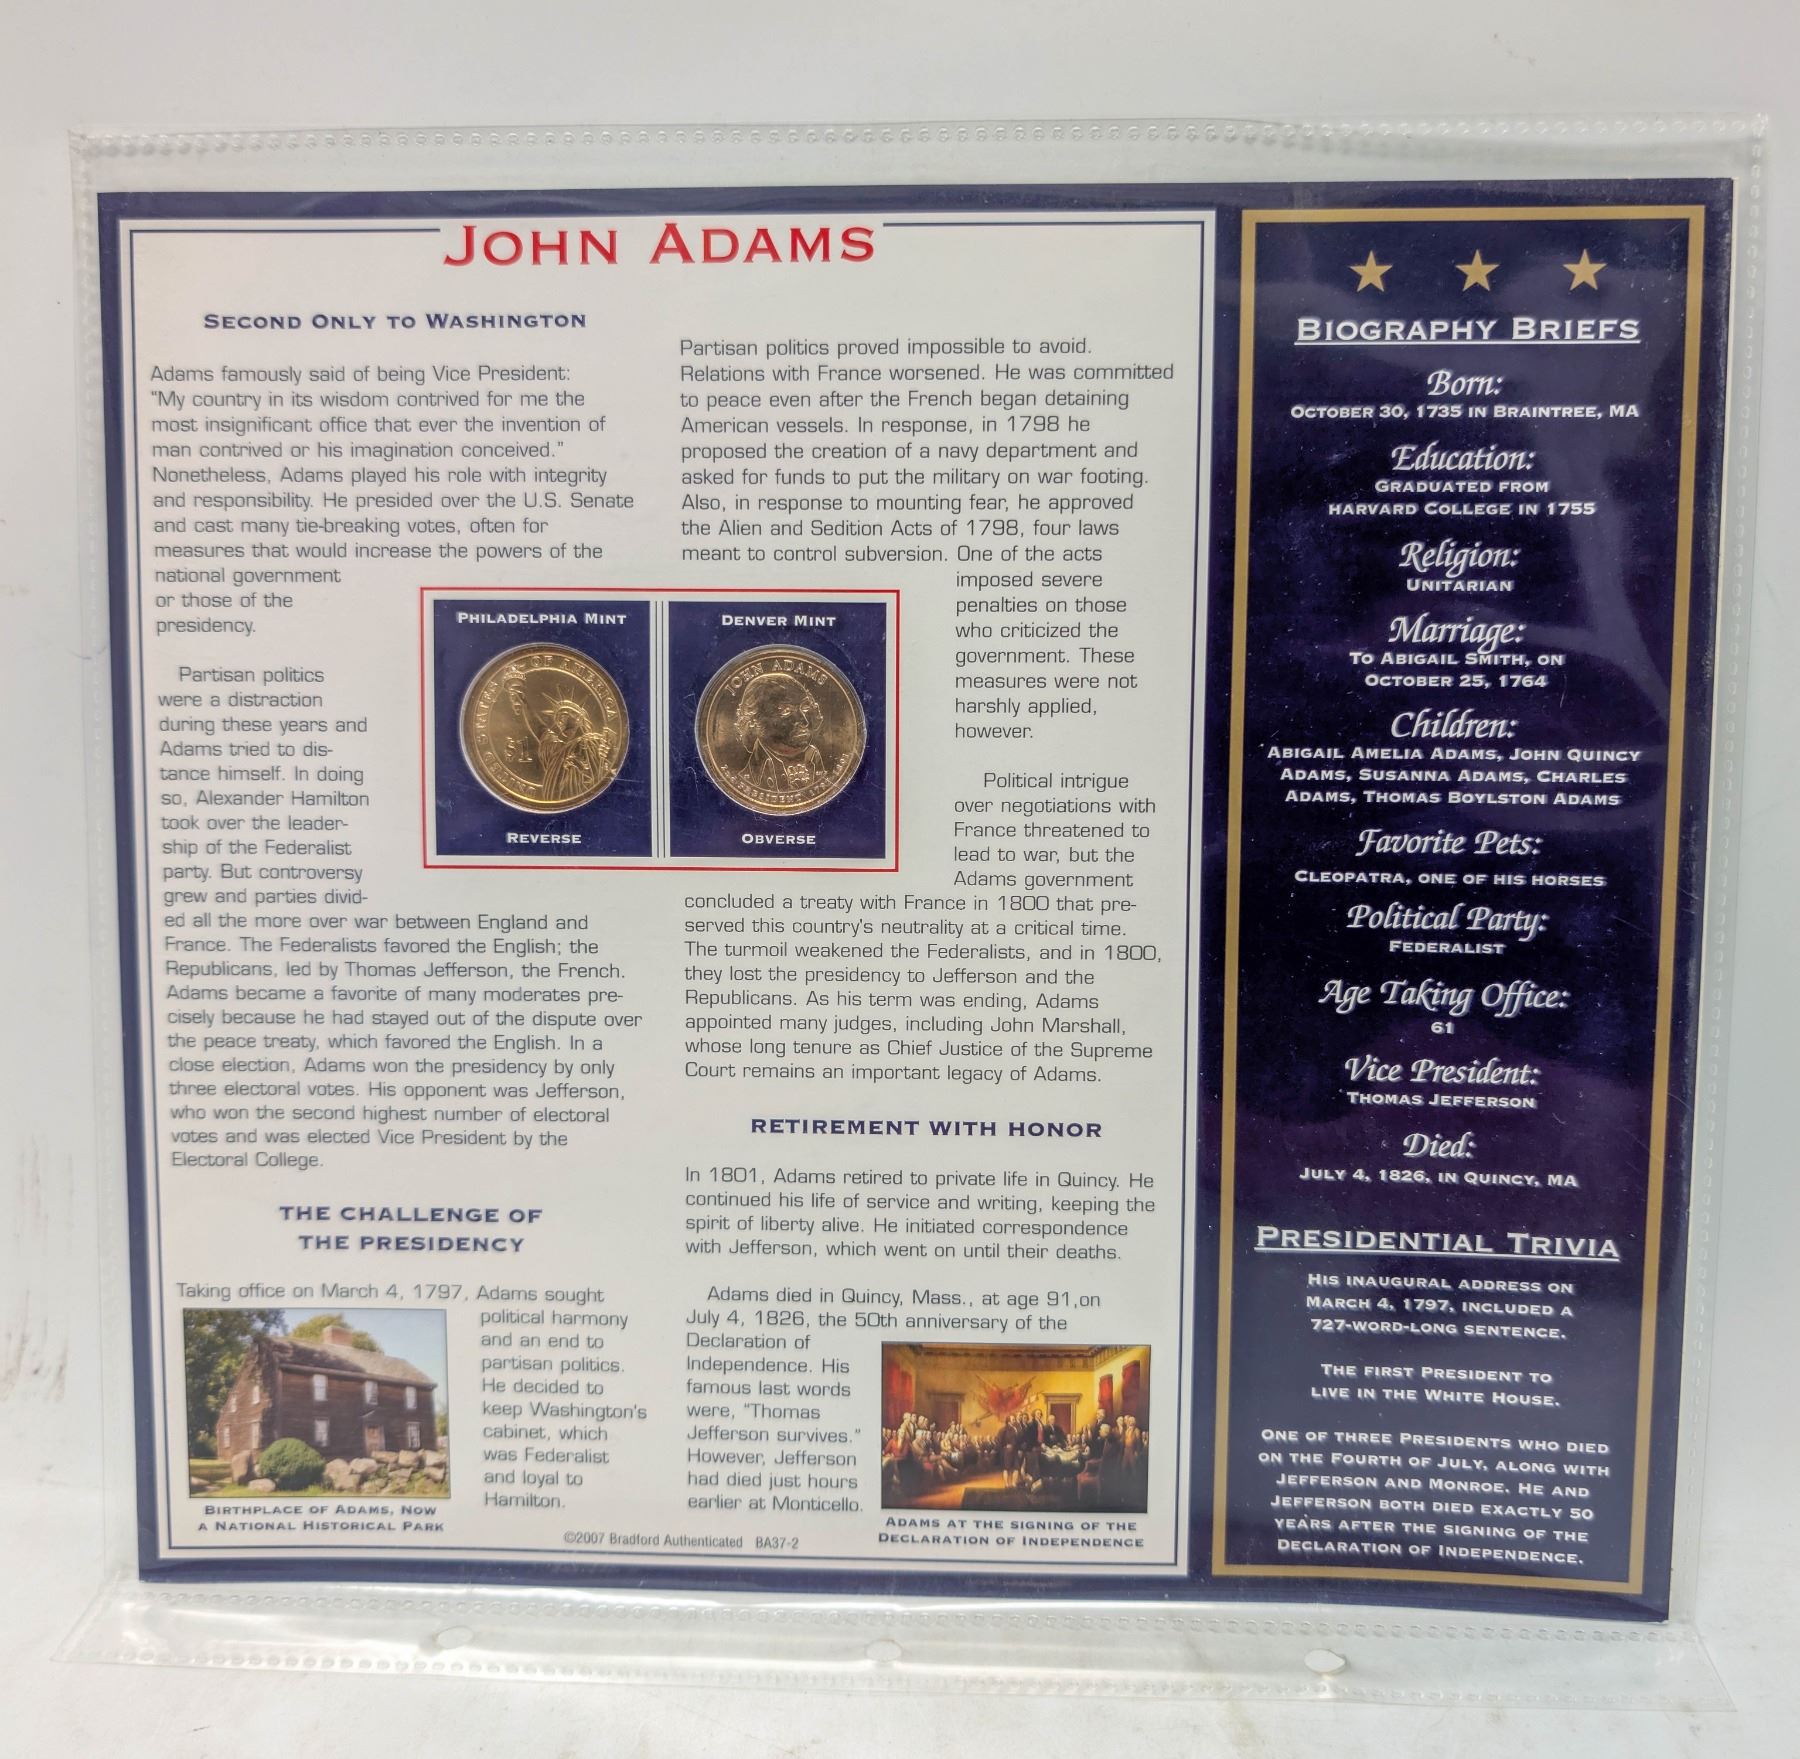 JOHN ADAMS
SECOND ONLY TO WASHINGTON
Adams famously said of being Vice President:
"My country in its wisdom contrived for me the
most insignificant office that ever the invention of
man contrived or his imagination conceived."
Nonetheless, Adams played his role with integrity
and responsibility. He presided over the U.S. Senate
and cast many tie-breaking votes, often for
measures that would increase the powers of the
national government
or those of the
presidency.
Partisan politics
were a distraction
during these years and
Adams tried to dis-
tance himself. In doing
so, Alexander Hamilton
took over the leader-
ship of the Federalist
party. But controversy
grew and parties divid-
ed all the more over war between England and
France. The Federalists favored the English; the
Republicans, led by Thomas Jefferson, the French.
Adams became a favorite of many moderates pre-
cisely because he had stayed out of the dispute over
the peace treaty, which favored the English. In a
close election, Adams won the presidency by only
three electoral votes. His opponent was Jefferson,
who won the second highest number of electoral
votes and was elected Vice President by the
Electoral College.
THE CHALLENGE OF
THE PRESIDENCY
Taking office on March 4, 1797, Adams sought
political harmony
and an end to
partisan politics.
He decided to
keep Washington's
cabinet, which
was Federalist
and loyal to
Hamilton.
BIRTHPLACE OF ADAMS, NOW
A NATIONAL HISTORICAL PARK
PHILADELPHIA MINT
UNITED STATES OF AMERICA
$1
REVERSE
DENVER MINT
JOHN ADAMS
2nd PRESIDENT 1797-1801
OBVERSE
Partisan politics proved impossible to avoid.
Relations with France worsened. He was committed
to peace even after the French began detaining
American vessels. In response, in 1798 he
proposed the creation of a navy department and
asked for funds to put the military on war footing.
Also, in response to mounting fear, he approved
the Alien and Sedition Acts of 1798, four laws
meant to control subversion. One of the acts
imposed severe
penalties on those
who criticized the
government. These
measures were not
harshly applied,
however.
Political intrigue
over negotiations with
France threatened to
lead to war, but the
Adams government
concluded a treaty with France in 1800 that pre-
served this country's neutrality at a critical time.
The turmoil weakened the Federalists, and in 1800,
they lost the presidency to Jefferson and the
Republicans. As his term was ending, Adams
appointed many judges, including John Marshall,
whose long tenure as Chief Justice of the Supreme
Court remains an important legacy of Adams.
RETIREMENT WITH HONOR
In 1801, Adams retired to private life in Quincy. He
continued his life of service and writing, keeping the
spirit of liberty alive. He initiated correspondence
with Jefferson, which went on until their deaths.
Adams died in Quincy, Mass., at age 91,on
July 4, 1826, the 50th anniversary of the
Declaration of
Independence. His
famous last words
were, "Thomas
Jefferson survives."
However, Jefferson
had died just hours
earlier at Monticello.
ADAMS AT THE SIGNING OF THE
DECLARATION OF INDEPENDENCE
©2007 Bradford Authenticated BA37-2
BIOGRAPHY BRIEFS
Born:
OCTOBER 30, 1735 IN BRAINTREE, MA
Education:
GRADUATED FROM
HARVARD COLLEGE IN 1755
Religion:
UNITARIAN
Marriage:
TO ABIGAIL SMITH, ON
OCTOBER 25, 1764
Children:
ABIGAIL AMELIA ADAMS, JOHN QUINCY
ADAMS, SUSANNA ADAMS, CHARLES
ADAMS, THOMAS BOYLSTON ADAMS
Favorite Pets:
CLEOPATRA, ONE OF HIS HORSES
Political Party:
FEDERALIST
Age Taking Office:
61
Vice President:
THOMAS JEFFERSON
Died:
JULY 4, 1826, IN QUINCY, MA
PRESIDENTIAL TRIVIA
HIS INAUGURAL ADDRESS ON
MARCH 4, 1797, INCLUDED A
727-WORD-LONG SENTENCE.
THE FIRST PRESIDENT TO
LIVE IN THE WHITE HOUSE.
ONE OF THREE PRESIDENTS WHO DIED
ON THE FOURTH OF JULY, ALONG WITH
JEFFERSON AND MONROE. HE AND
JEFFERSON BOTH DIED EXACTLY 50
YEARS AFTER THE SIGNING OF THE
DECLARATION OF INDEPENDENCE.